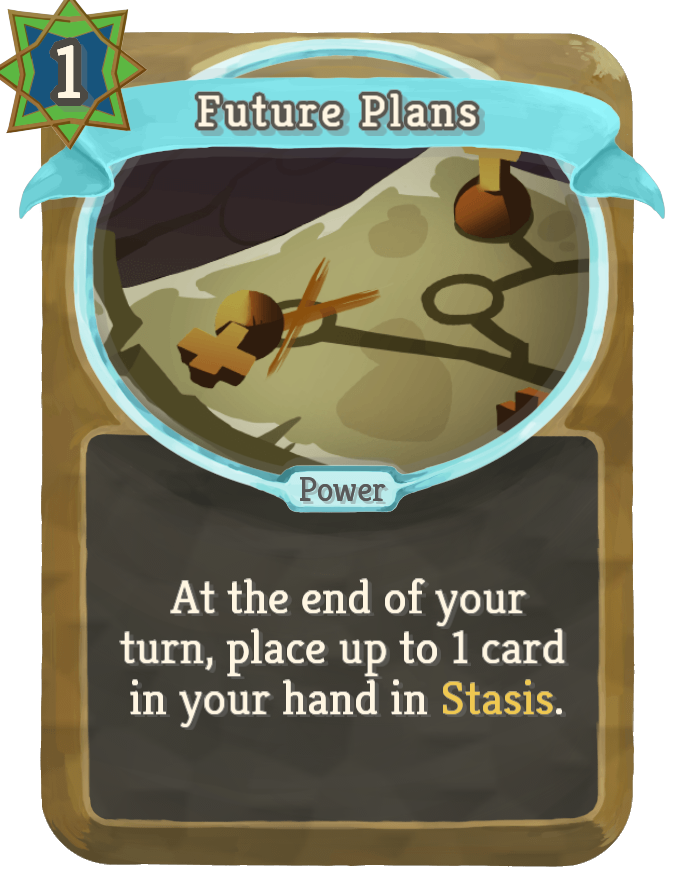 1
Future Plans
Power
At the end of your
turn, place up to 1 card
in your hand in Stasis.